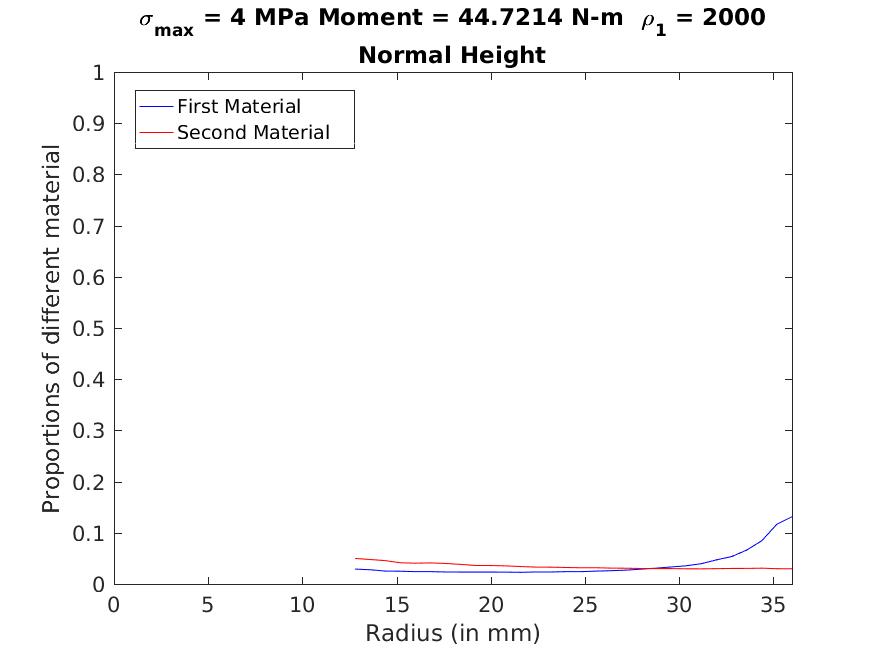 σmax = 4 MPa Moment = 44.7214 N-m ρ1 = 2000
Normal Height
First Material
Second Material
Proportions of different material
1
0.9
0.8
0.7
0.6
0.5
0.4
0.3
0.2
0.1
0
0 5 10 15 20 25 30 35
Radius (in mm)